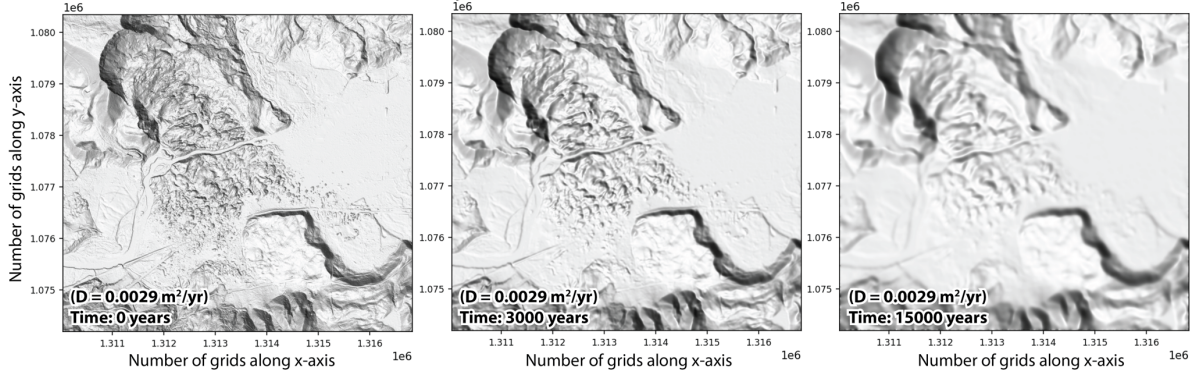 1e6
1.080
1.079
1.078
1.077
1.076
1.075
Number of grids along y-axis
(D = 0.0029 m²/yr)
Time: 0 years
1.311 1.312 1.313 1.314 1.315 1.316
1e6
Number of grids along x-axis
1e6
1.080
1.079
1.078
1.077
1.076
1.075
(D = 0.0029 m²/yr)
Time: 3000 years
1.311 1.312 1.313 1.314 1.315 1.316
1e6
Number of grids along x-axis
1e6
1.080
1.079
1.078
1.077
1.076
1.075
(D = 0.0029 m²/yr)
Time: 15000 years
1.311 1.312 1.313 1.314 1.315 1.316
1e6
Number of grids along x-axis